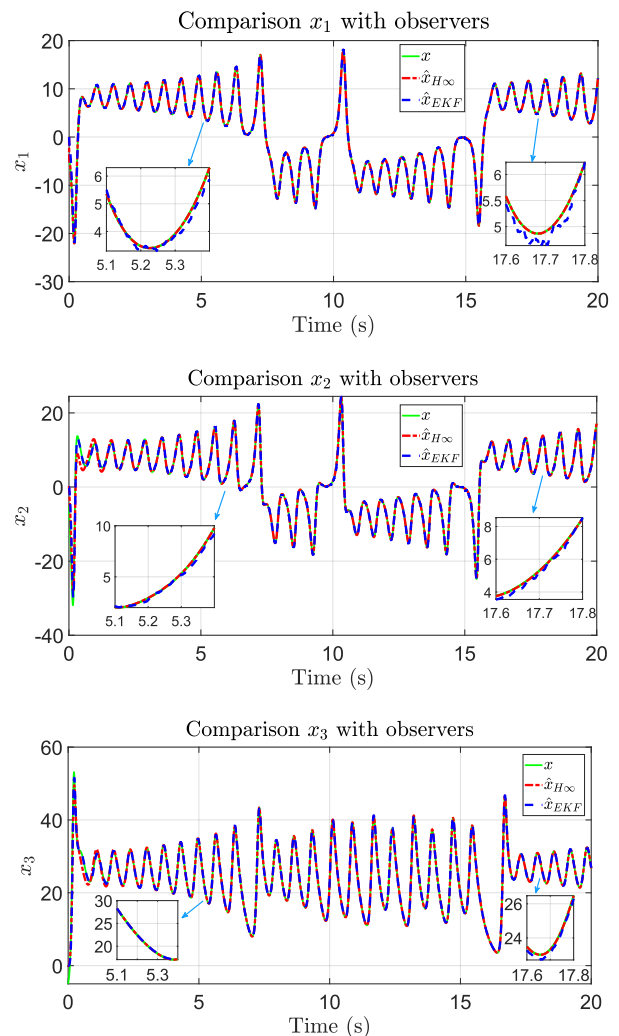 Comparison x₁ with observers
20
10
0
-10
-20
-30
x₁
x
x̂_{H∞}
x̂_{EKF}
6
5
4
5.1 5.2 5.3
6
5.5
5
17.6 17.7 17.8
0 5 10 15 20
Time (s)
Comparison x₂ with observers
20
0
-20
-40
x₂
x
x̂_{H∞}
x̂_{EKF}
10
5
5.1 5.2 5.3
8
6
4
17.6 17.7 17.8
0 5 10 15 20
Time (s)
Comparison x₃ with observers
60
40
20
0
x₃
x
x̂_{H∞}
x̂_{EKF}
30
25
20
5.1 5.3
26
24
17.6 17.8
0 5 10 15 20
Time (s)